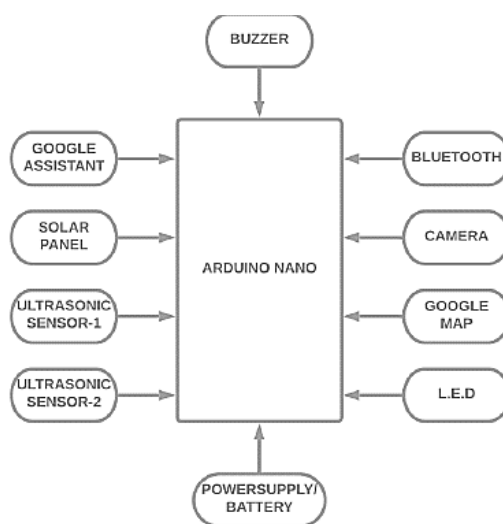 BUZZER
GOOGLE
ASSISTANT
BLUETOOTH
SOLAR
PANEL
CAMERA
ARDUINO NANO
ULTRASONIC
SENSOR-1
GOOGLE
MAP
ULTRASONIC
SENSOR-2
L.E.D
POWERSUPPLY/
BATTERY